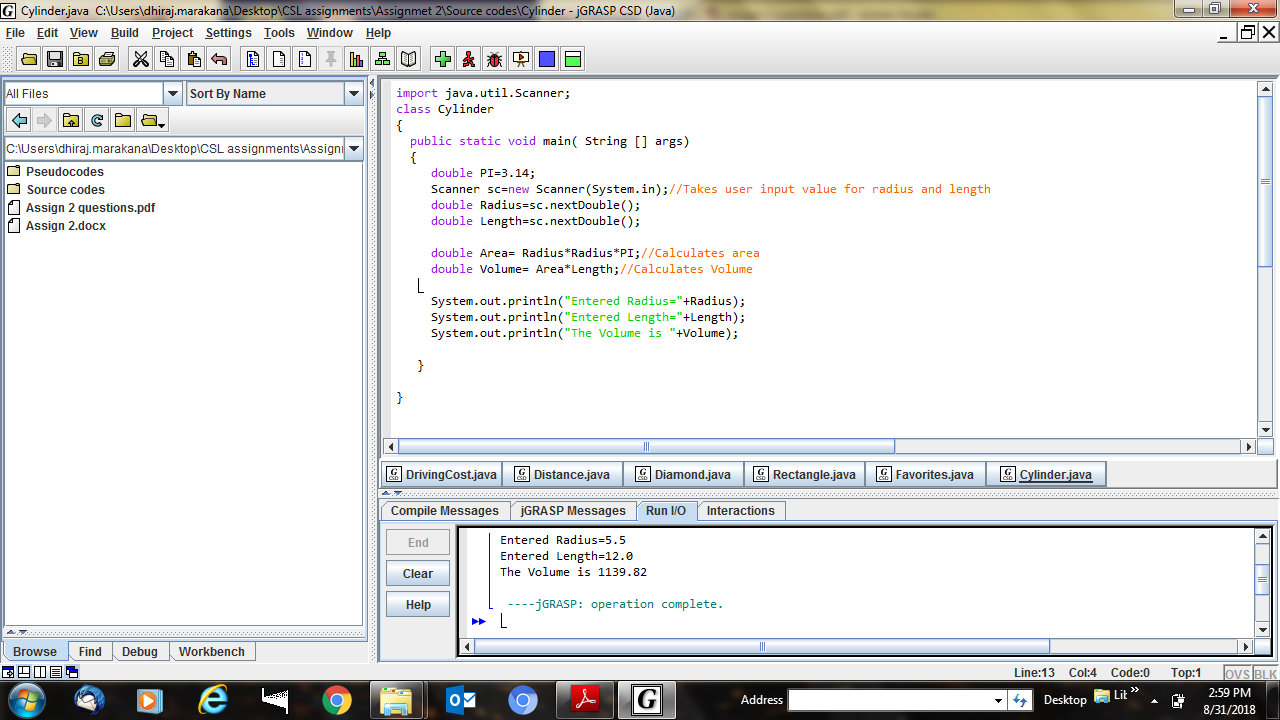 Cylinder.java  C:\Users\dhiraj.marakana\Desktop\CSL assignments\Assignmet 2\Source codes\Cylinder - jGRASP CSD (Java)
File Edit View Build Project Settings Tools Window Help
All Files
Sort By Name
C:\Users\dhiraj.marakana\Desktop\CSL assignments\Assignr
Pseudocodes
Source codes
Assign 2 questions.pdf
Assign 2.docx
Browse Find Debug Workbench
import java.util.Scanner;
class Cylinder
{
public static void main( String [] args)
{
double PI=3.14;
Scanner sc=new Scanner(System.in);//Takes user input value for radius and length
double Radius=sc.nextDouble();
double Length=sc.nextDouble();
double Area= Radius*Radius*PI;//Calculates area
double Volume= Area*Length;//Calculates Volume
System.out.println("Entered Radius="+Radius);
System.out.println("Entered Length="+Length);
System.out.println("The Volume is "+Volume);
}
}
DrivingCost.java Distance.java Diamond.java Rectangle.java Favorites.java Cylinder.java
Compile Messages jGRASP Messages Run I/O Interactions
End
Clear
Help
Entered Radius=5.5
Entered Length=12.0
The Volume is 1139.82
----jGRASP: operation complete.
Line:13 Col:4 Code:0 Top:1 OVS BLK
Address Desktop Lit
2:59 PM
8/31/2018